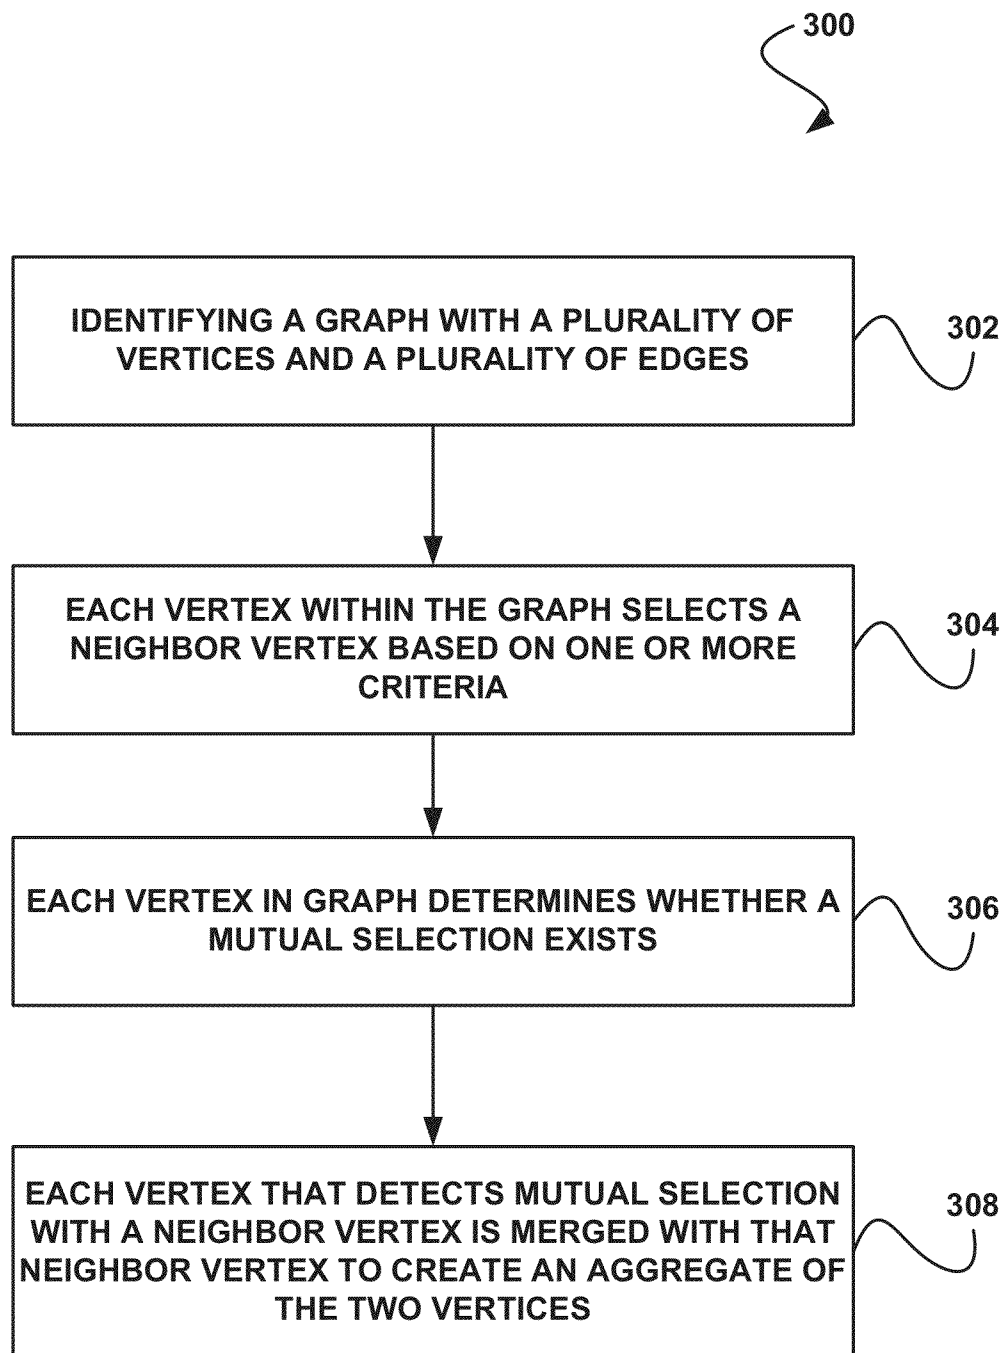 300
IDENTIFYING A GRAPH WITH A PLURALITY OF
VERTICES AND A PLURALITY OF EDGES
302
EACH VERTEX WITHIN THE GRAPH SELECTS A
NEIGHBOR VERTEX BASED ON ONE OR MORE
CRITERIA
304
EACH VERTEX IN GRAPH DETERMINES WHETHER A
MUTUAL SELECTION EXISTS
306
EACH VERTEX THAT DETECTS MUTUAL SELECTION
WITH A NEIGHBOR VERTEX IS MERGED WITH THAT
NEIGHBOR VERTEX TO CREATE AN AGGREGATE OF
THE TWO VERTICES
308